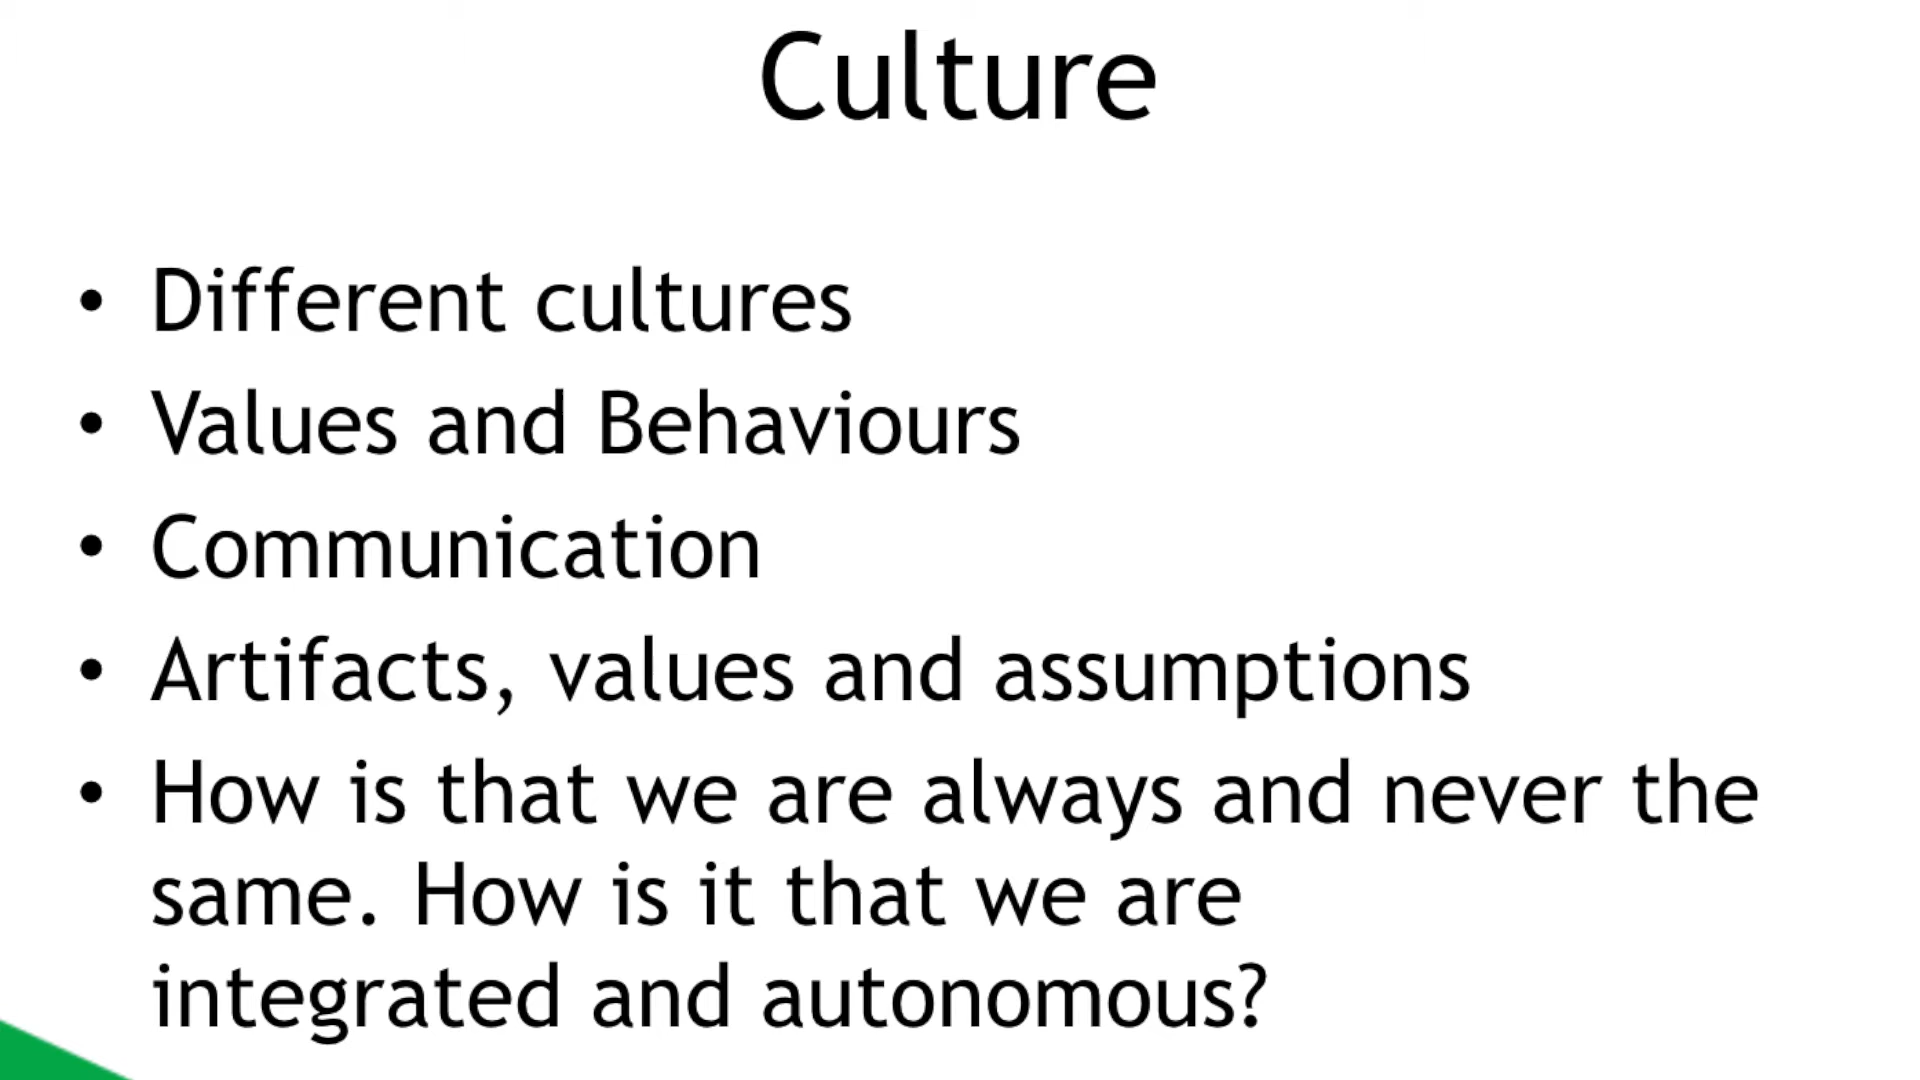 Culture
• Different cultures
• Values and Behaviours
• Communication
• Artifacts, values and assumptions
• How is that we are always and never the
same. How is it that we are
integrated and autonomous?